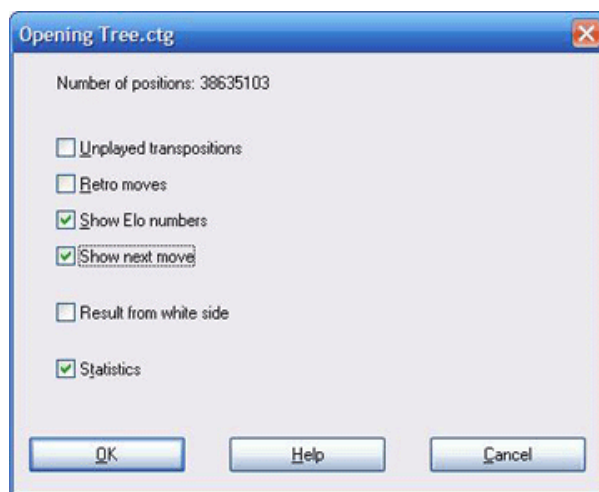 Opening Tree.ctg
Number of positions: 38635103
Unplayed transpositions
Retro moves
Show Elo numbers
Show next move
Result from white side
Statistics
OK Help Cancel